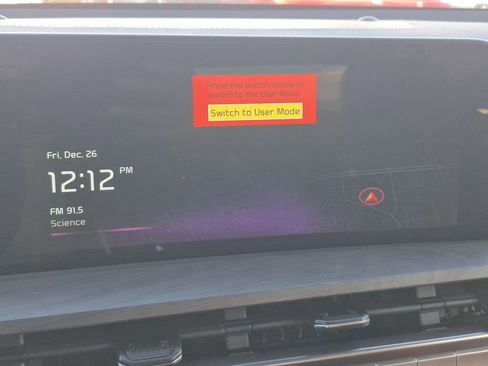 Press the button below to
switch to the User Mode.
Switch to User Mode
Fri, Dec. 26
12:12 PM
FM 91.5
Science